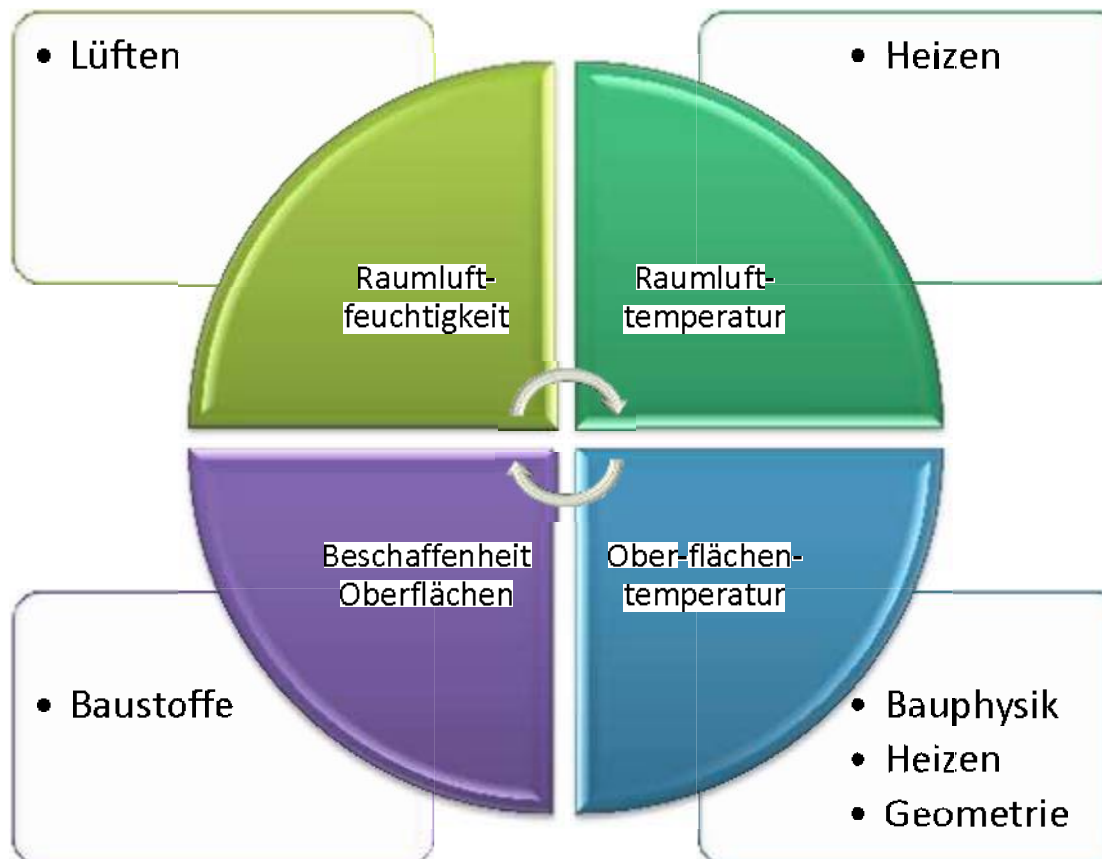 • Lüften
• Heizen
Raumluft-
feuchtigkeit
Raumluft-
temperatur
Beschaffenheit
Oberflächen
Ober-flächen-
temperatur
• Baustoffe
• Bauphysik
• Heizen
• Geometrie